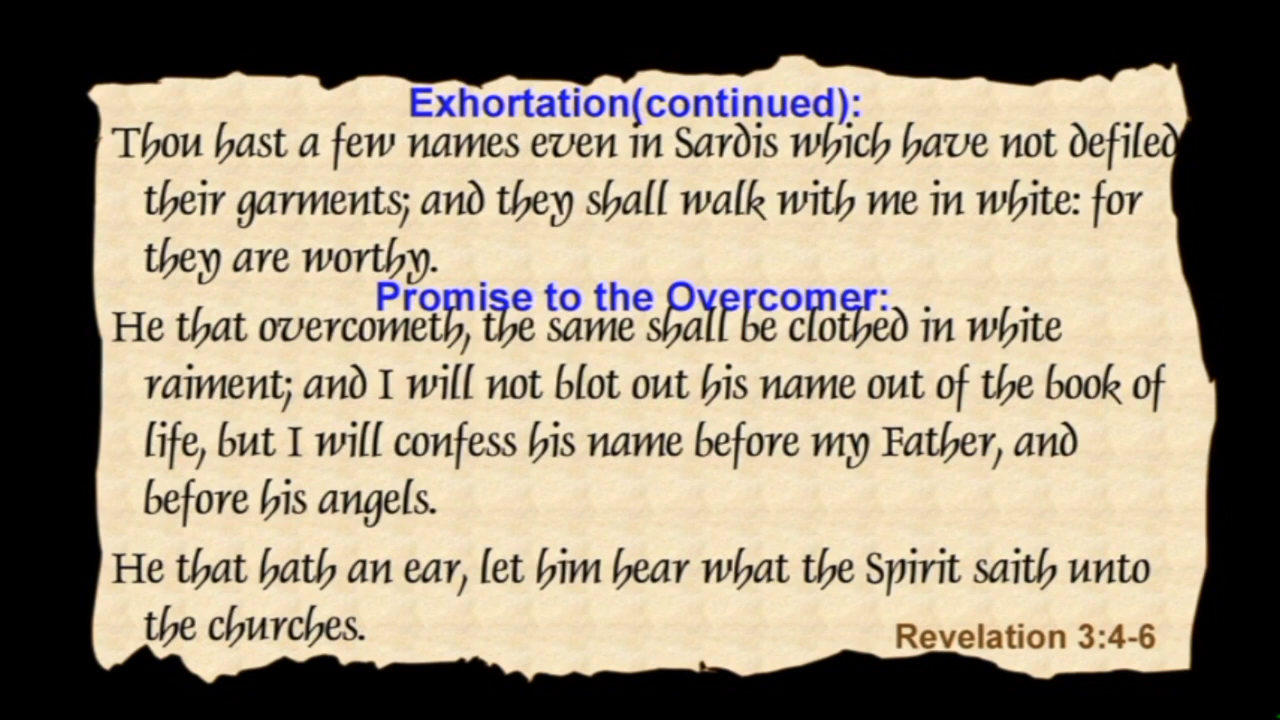 Exhortation(continued):
Thou hast a few names even in Sardis which have not defiled
their garments; and they shall walk with me in white: for
they are worthy.
Promise to the Overcomer:
He that overcometh, the same shall be clothed in white
raiment; and I will not blot out his name out of the book of
life, but I will confess his name before my Father, and
before his angels.
He that hath an ear, let him hear what the Spirit saith unto
the churches.
Revelation 3:4-6